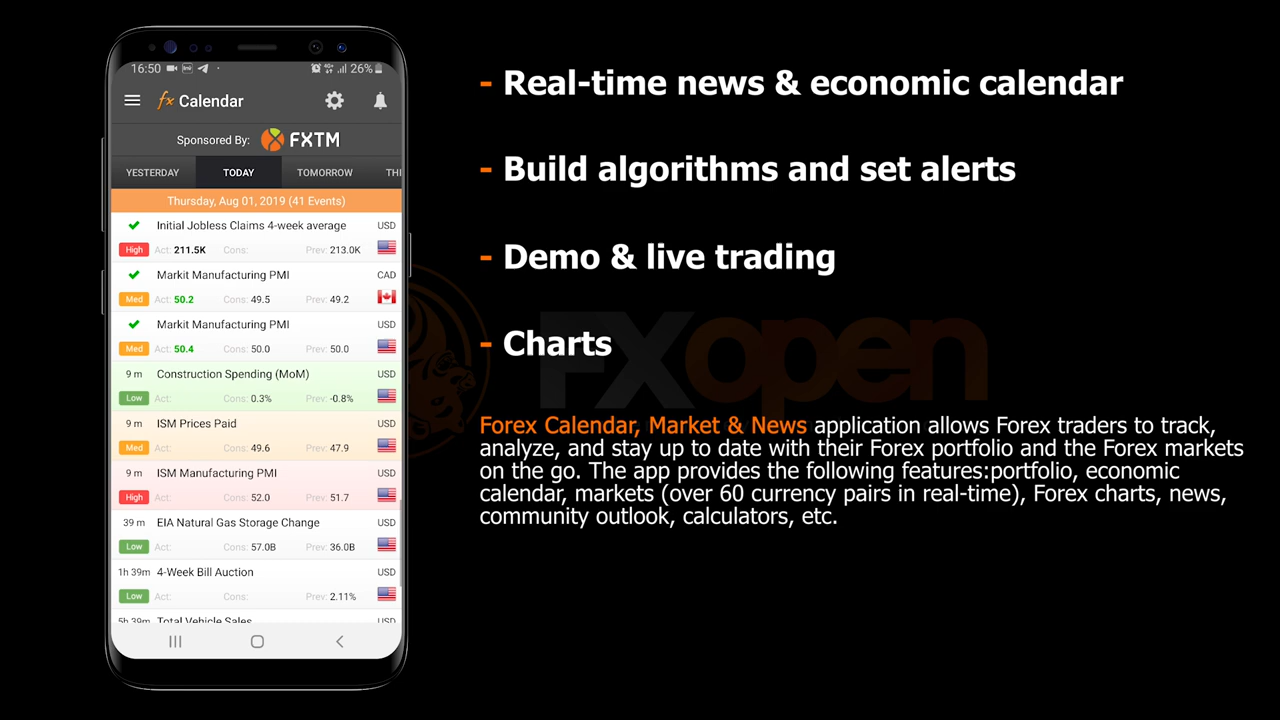 16:50
26%
fx Calendar
Sponsored By: FXTM
YESTERDAY TODAY TOMORROW THI
Thursday, Aug 01, 2019 (41 Events)
Initial Jobless Claims 4-week average USD
High Act: 211.5K Cons: Prev: 213.0K
Markit Manufacturing PMI CAD
Med Act: 50.2 Cons: 49.5 Prev: 49.2
Markit Manufacturing PMI USD
Med Act: 50.4 Cons: 50.0 Prev: 50.0
9 m Construction Spending (MoM) USD
Low Act: Cons: 0.3% Prev: -0.8%
9 m ISM Prices Paid USD
Med Act: Cons: 49.6 Prev: 47.9
9 m ISM Manufacturing PMI USD
High Act: Cons: 52.0 Prev: 51.7
39 m EIA Natural Gas Storage Change USD
Low Act: Cons: 57.0B Prev: 36.0B
1h 39m 4-Week Bill Auction USD
Low Act: Cons: Prev: 2.11%
5h 39m Total Vehicle Sales USD
- Real-time news & economic calendar
- Build algorithms and set alerts
- Demo & live trading
- Charts
FXopen
Forex Calendar, Market & News application allows Forex traders to track,
analyze, and stay up to date with their Forex portfolio and the Forex markets
on the go. The app provides the following features:portfolio, economic
calendar, markets (over 60 currency pairs in real-time), Forex charts, news,
community outlook, calculators, etc.